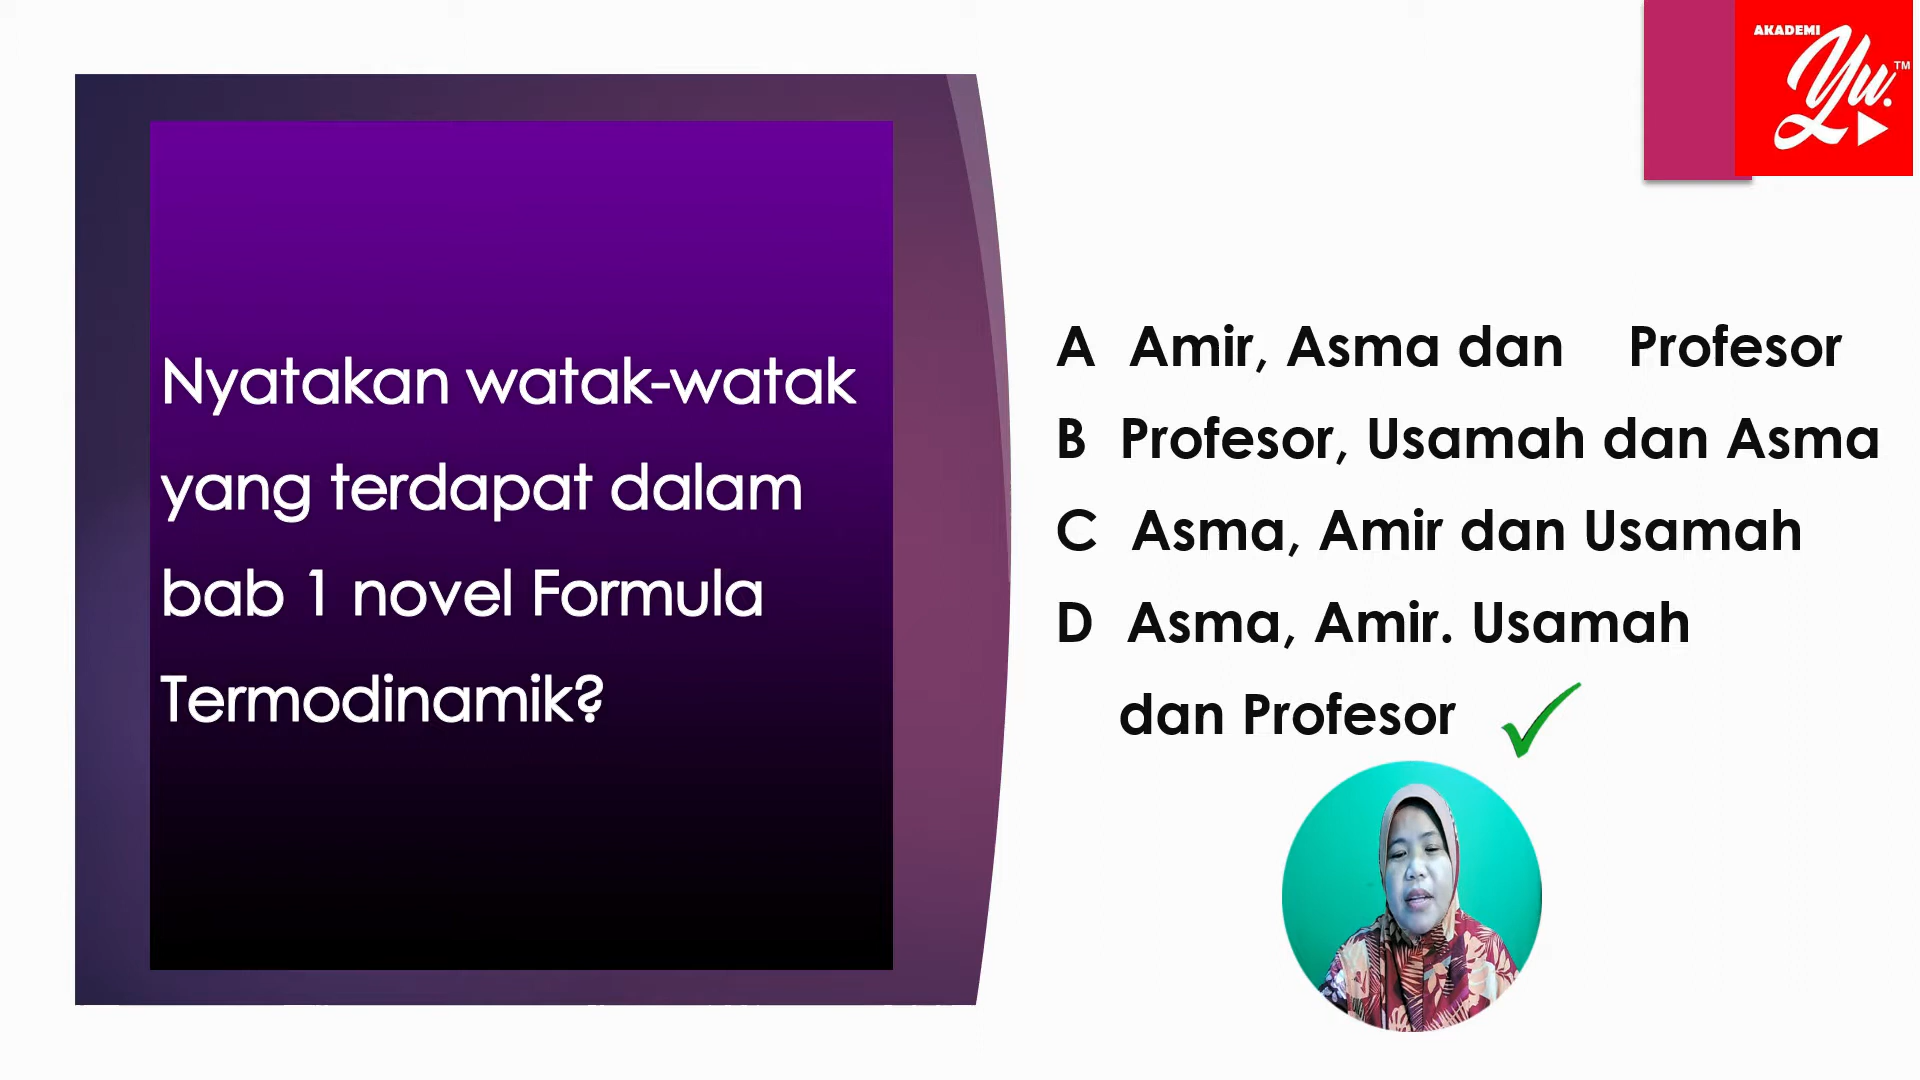 AKADEMI
Yu.™
Nyatakan watak-watak
yang terdapat dalam
bab 1 novel Formula
Termodinamik?
A Amir, Asma dan Profesor
B Profesor, Usamah dan Asma
C Asma, Amir dan Usamah
D Asma, Amir. Usamah
dan Profesor